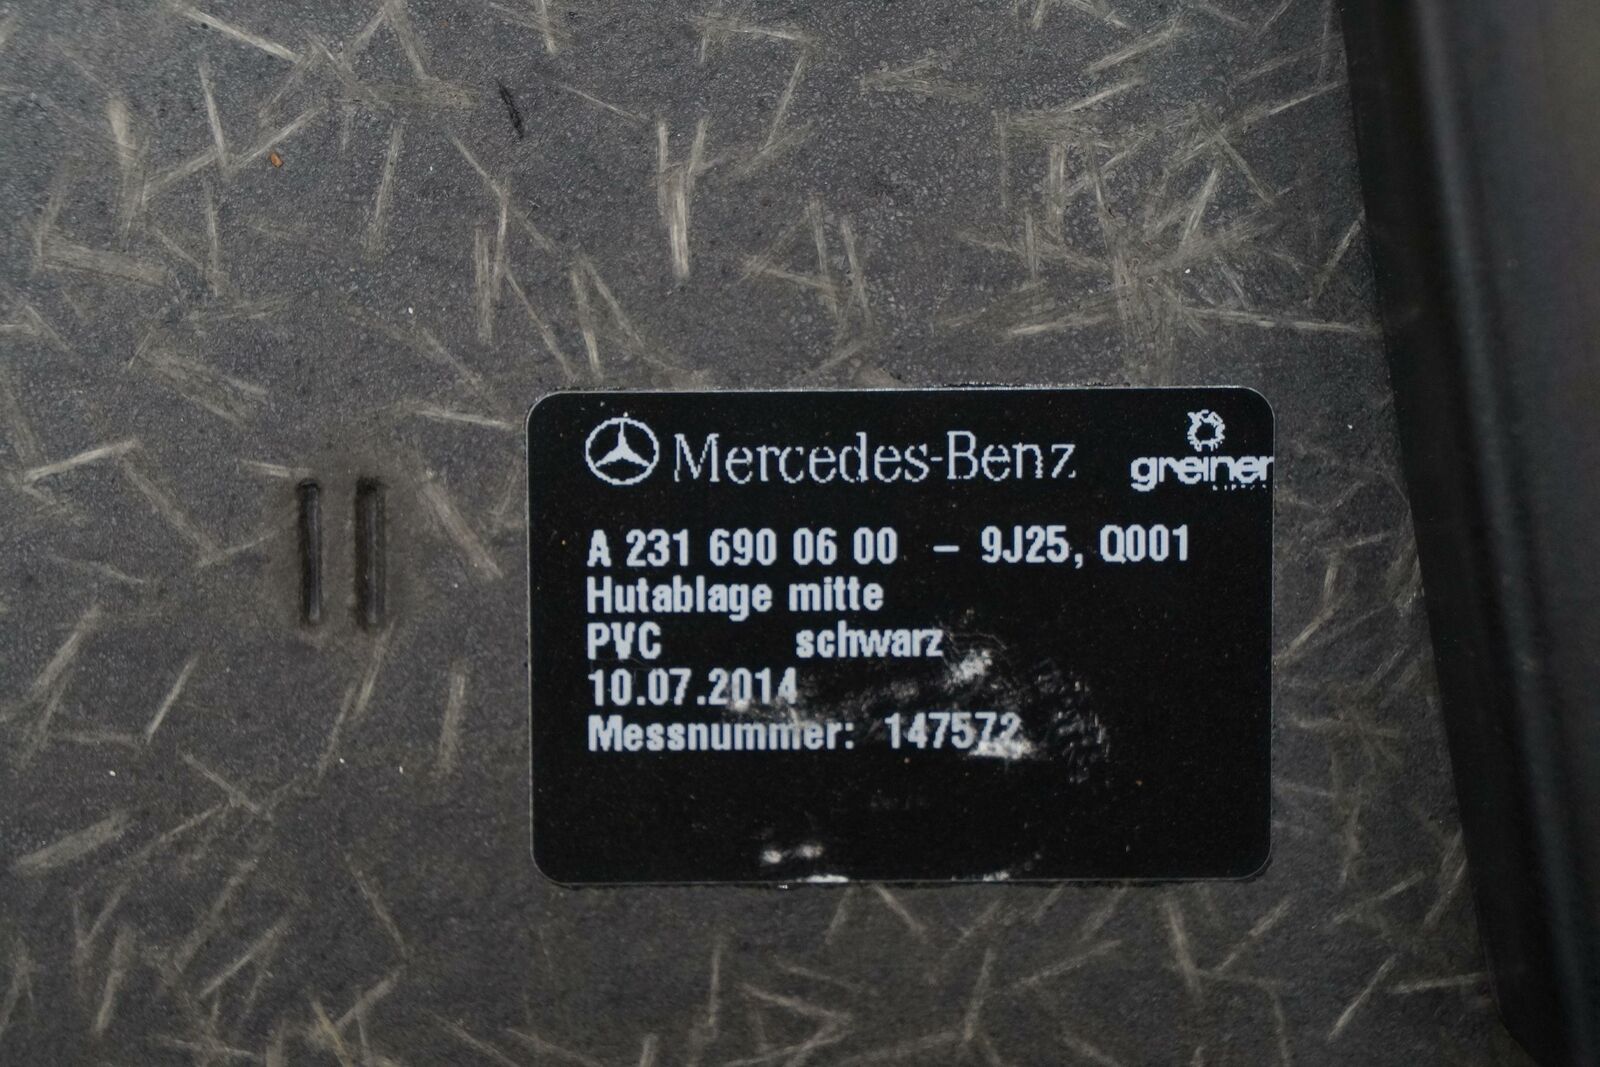 Mercedes-Benz greiner
A 231 690 06 00 - 9J25, Q001
Hutablage mitte
PVC schwarz
10.07.2014
Messnummer: 147572